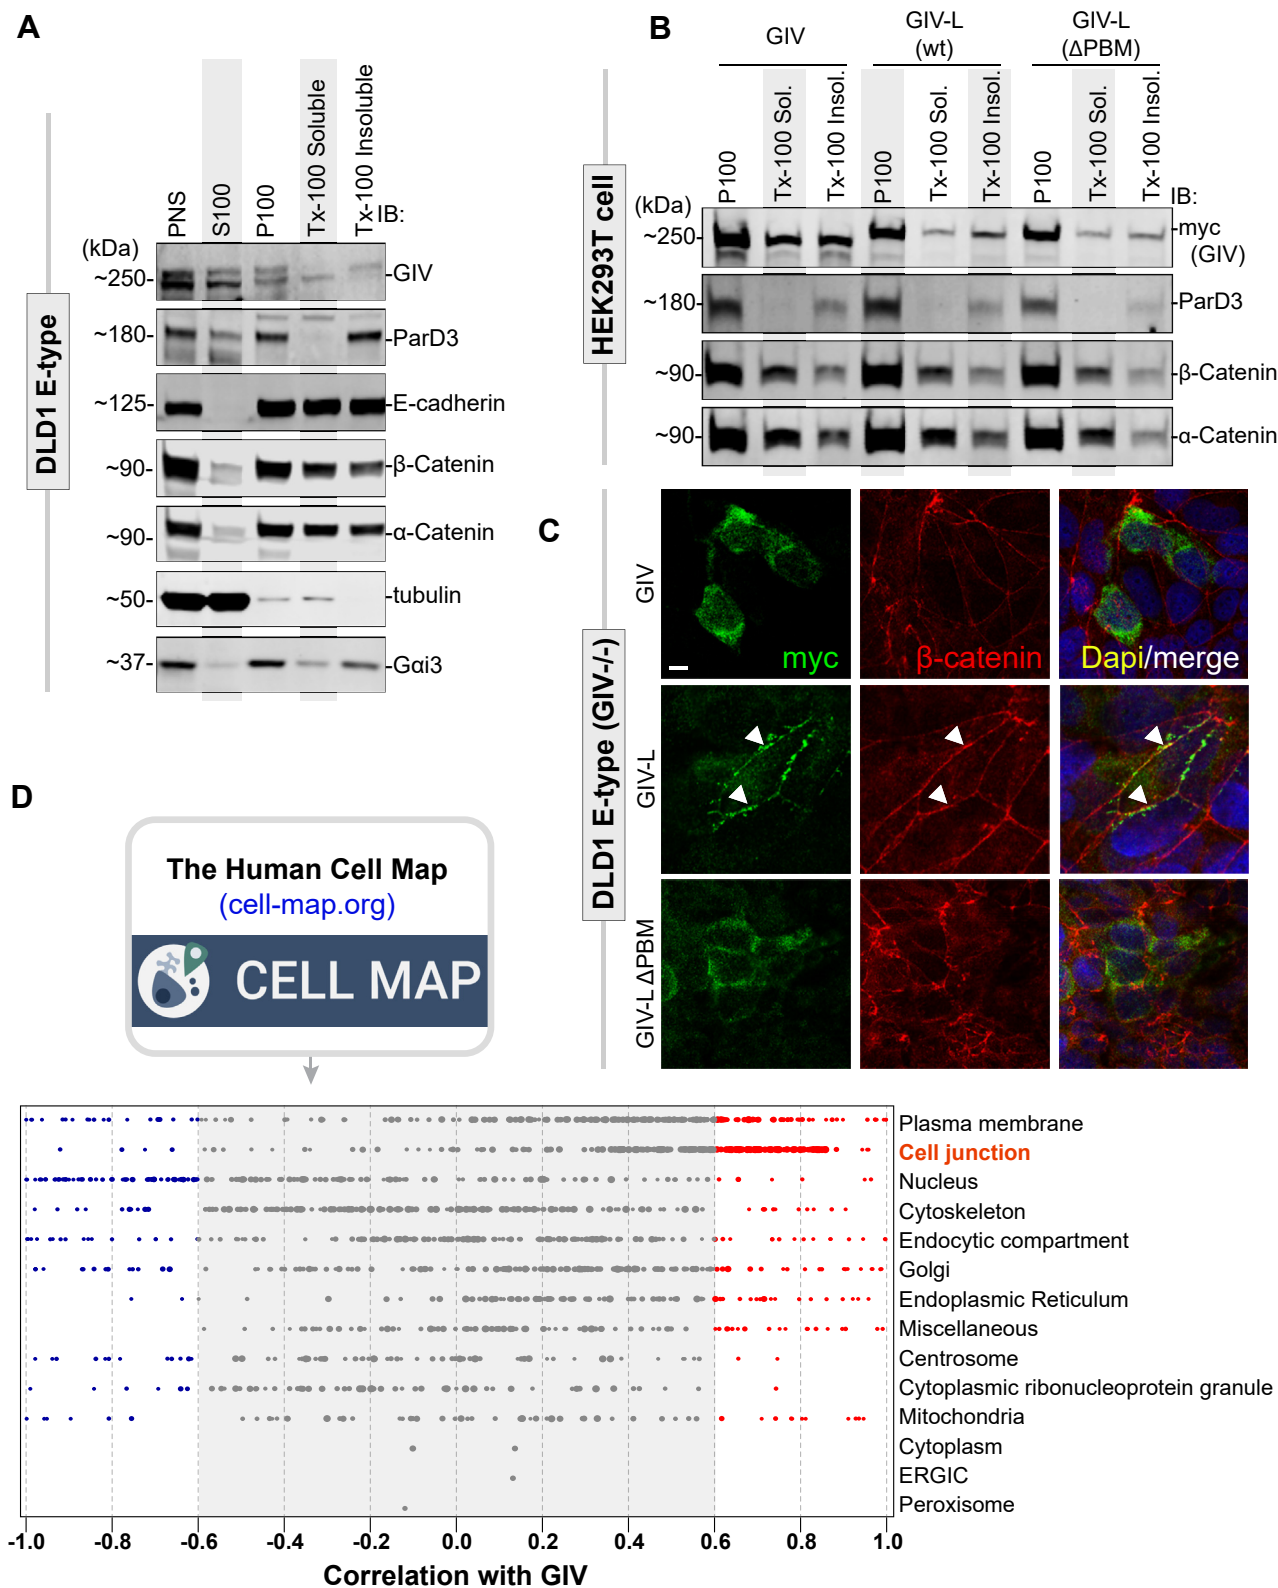 A
DLD1 E-type
PNS
S100
P100
Tx-100 Soluble
Tx-100 Insoluble
IB:
(kDa)
~250-
-GIV
~180-
-ParD3
~125-
-E-cadherin
~90-
-β-Catenin
~90-
-α-Catenin
~50-
-tubulin
~37-
-Gαi3
B
HEK293T cell
GIV
GIV-L
(wt)
GIV-L
(ΔPBM)
P100
Tx-100 Sol.
Tx-100 Insol.
P100
Tx-100 Sol.
Tx-100 Insol.
P100
Tx-100 Sol.
Tx-100 Insol.
IB:
(kDa)
~250-
-myc
(GIV)
~180-
-ParD3
~90-
-β-Catenin
~90-
-α-Catenin
C
DLD1 E-type (GIV-/-)
GIV
myc
β-catenin
Dapi/merge
GIV-L
GIV-L ΔPBM
D
The Human Cell Map
(cell-map.org)
CELL MAP
Plasma membrane
Cell junction
Nucleus
Cytoskeleton
Endocytic compartment
Golgi
Endoplasmic Reticulum
Miscellaneous
Centrosome
Cytoplasmic ribonucleoprotein granule
Mitochondria
Cytoplasm
ERGIC
Peroxisome
-1.0 -0.8 -0.6 -0.4 -0.2 0.0 0.2 0.4 0.6 0.8 1.0
Correlation with GIV